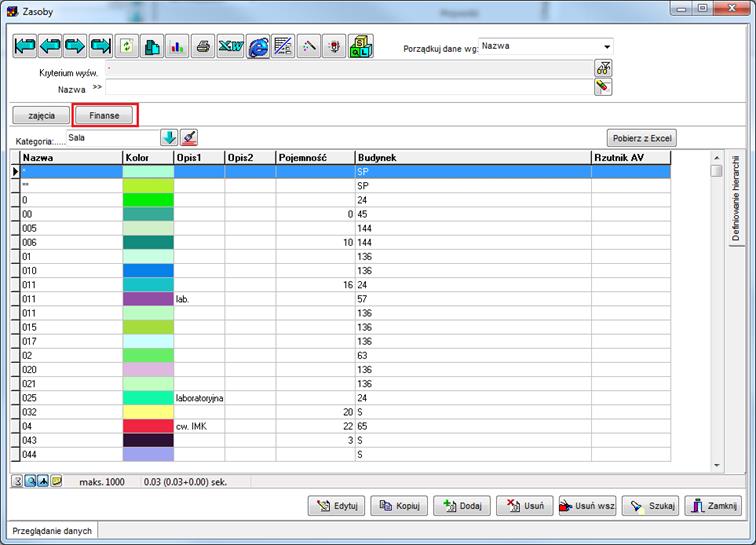 Zasoby
XW
SQL
Porządkuj dane wg: Nazwa
Kryterium wyśw. *
Nazwa >>
zajęcia Finanse
Kategoria:..... Sala Pobierz z Excel
Nazwa Kolor Opis1 Opis2 Pojemność Budynek Rzutnik AV
* SP
** SP
0 24
00 0 45
005 144
006 10 144
01 136
010 136
011 16 24
011 lab. 57
011 136
015 136
017 136
02 63
020 136
021 136
025 laboratoryjna 24
032 20 S
04 cw. IMK 22 65
043 3 S
044 S
Definiowanie hierarchii
maks. 1000 0.03 (0.03+0.00) sek.
Edytuj Kopiuj Dodaj Usuń Usuń wsz. Szukaj Zamknij
Przeglądanie danych